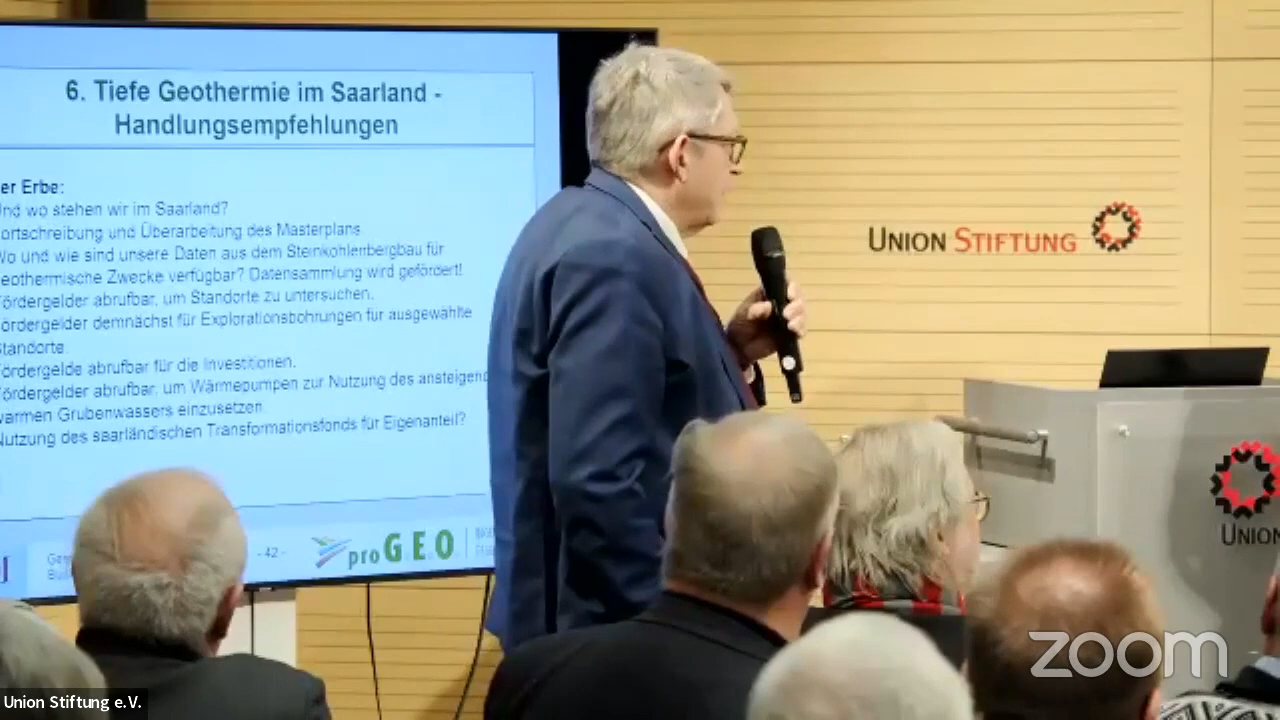 6. Tiefe Geothermie im Saarland -
Handlungsempfehlungen
er Erbe:
Und wo stehen wir im Saarland?
ortschreibung und Überarbeitung des Masterplans
Wo und wie sind unsere Daten aus dem Steinkohlenbergbau für
eothermische Zwecke verfügbar? Datensammlung wird gefördert!
ördergelder abrufbar, um Standorte zu untersuchen.
ördergelder demnächst für Explorationsbohrungen für ausgewählte
Standorte
ördergelde abrufbar für die Investitionen.
ördergelder abrufbar, um Wärmepumpen zur Nutzung des ansteigend
warmen Grubenwassers einzusetzen
Nutzung des saarländischen Transformationsfonds für Eigenanteil?
- 42 -
proGEO
UNION STIFTUNG
UNION
zoom
Union Stiftung e.V.